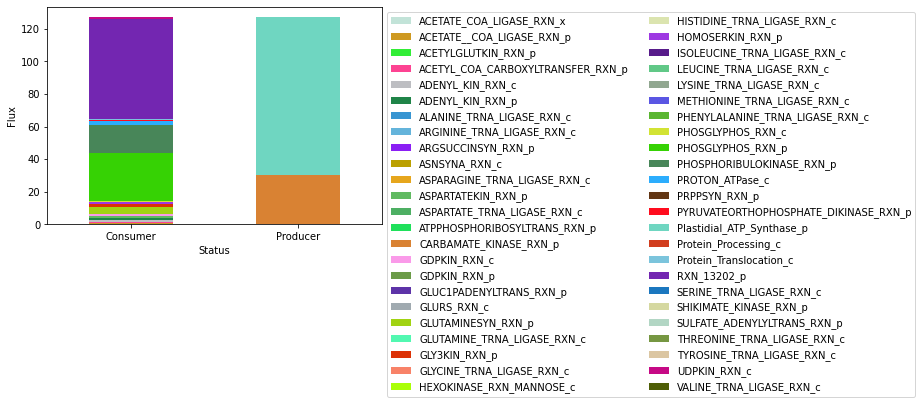 120
100
80
60
40
20
0
Flux
Consumer
Producer
Status
ACETATE_COA_LIGASE_RXN_x
ACETATE__COA_LIGASE_RXN_p
ACETYLGLUTKIN_RXN_p
ACETYL_COA_CARBOXYLTRANSFER_RXN_p
ADENYL_KIN_RXN_c
ADENYL_KIN_RXN_p
ALANINE_TRNA_LIGASE_RXN_c
ARGININE_TRNA_LIGASE_RXN_c
ARGSUCCINSYN_RXN_p
ASNSYNA_RXN_c
ASPARAGINE_TRNA_LIGASE_RXN_c
ASPARTATEKIN_RXN_p
ASPARTATE_TRNA_LIGASE_RXN_c
ATPPHOSPHORIBOSYLTRANS_RXN_p
CARBAMATE_KINASE_RXN_p
GDPKIN_RXN_c
GDPKIN_RXN_p
GLUC1PADENYLTRANS_RXN_p
GLURS_RXN_c
GLUTAMINESYN_RXN_p
GLUTAMINE_TRNA_LIGASE_RXN_c
GLY3KIN_RXN_p
GLYCINE_TRNA_LIGASE_RXN_c
HEXOKINASE_RXN_MANNOSE_c
HISTIDINE_TRNA_LIGASE_RXN_c
HOMOSERKIN_RXN_p
ISOLEUCINE_TRNA_LIGASE_RXN_c
LEUCINE_TRNA_LIGASE_RXN_c
LYSINE_TRNA_LIGASE_RXN_c
METHIONINE_TRNA_LIGASE_RXN_c
PHENYLALANINE_TRNA_LIGASE_RXN_c
PHOSGLYPHOS_RXN_c
PHOSGLYPHOS_RXN_p
PHOSPHORIBULOKINASE_RXN_p
PROTON_ATPase_c
PRPPSYN_RXN_p
PYRUVATEORTHOPHOSPHATE_DIKINASE_RXN_p
Plastidial_ATP_Synthase_p
Protein_Processing_c
Protein_Translocation_c
RXN_13202_p
SERINE_TRNA_LIGASE_RXN_c
SHIKIMATE_KINASE_RXN_p
SULFATE_ADENYLYLTRANS_RXN_p
THREONINE_TRNA_LIGASE_RXN_c
TYROSINE_TRNA_LIGASE_RXN_c
UDPKIN_RXN_c
VALINE_TRNA_LIGASE_RXN_c